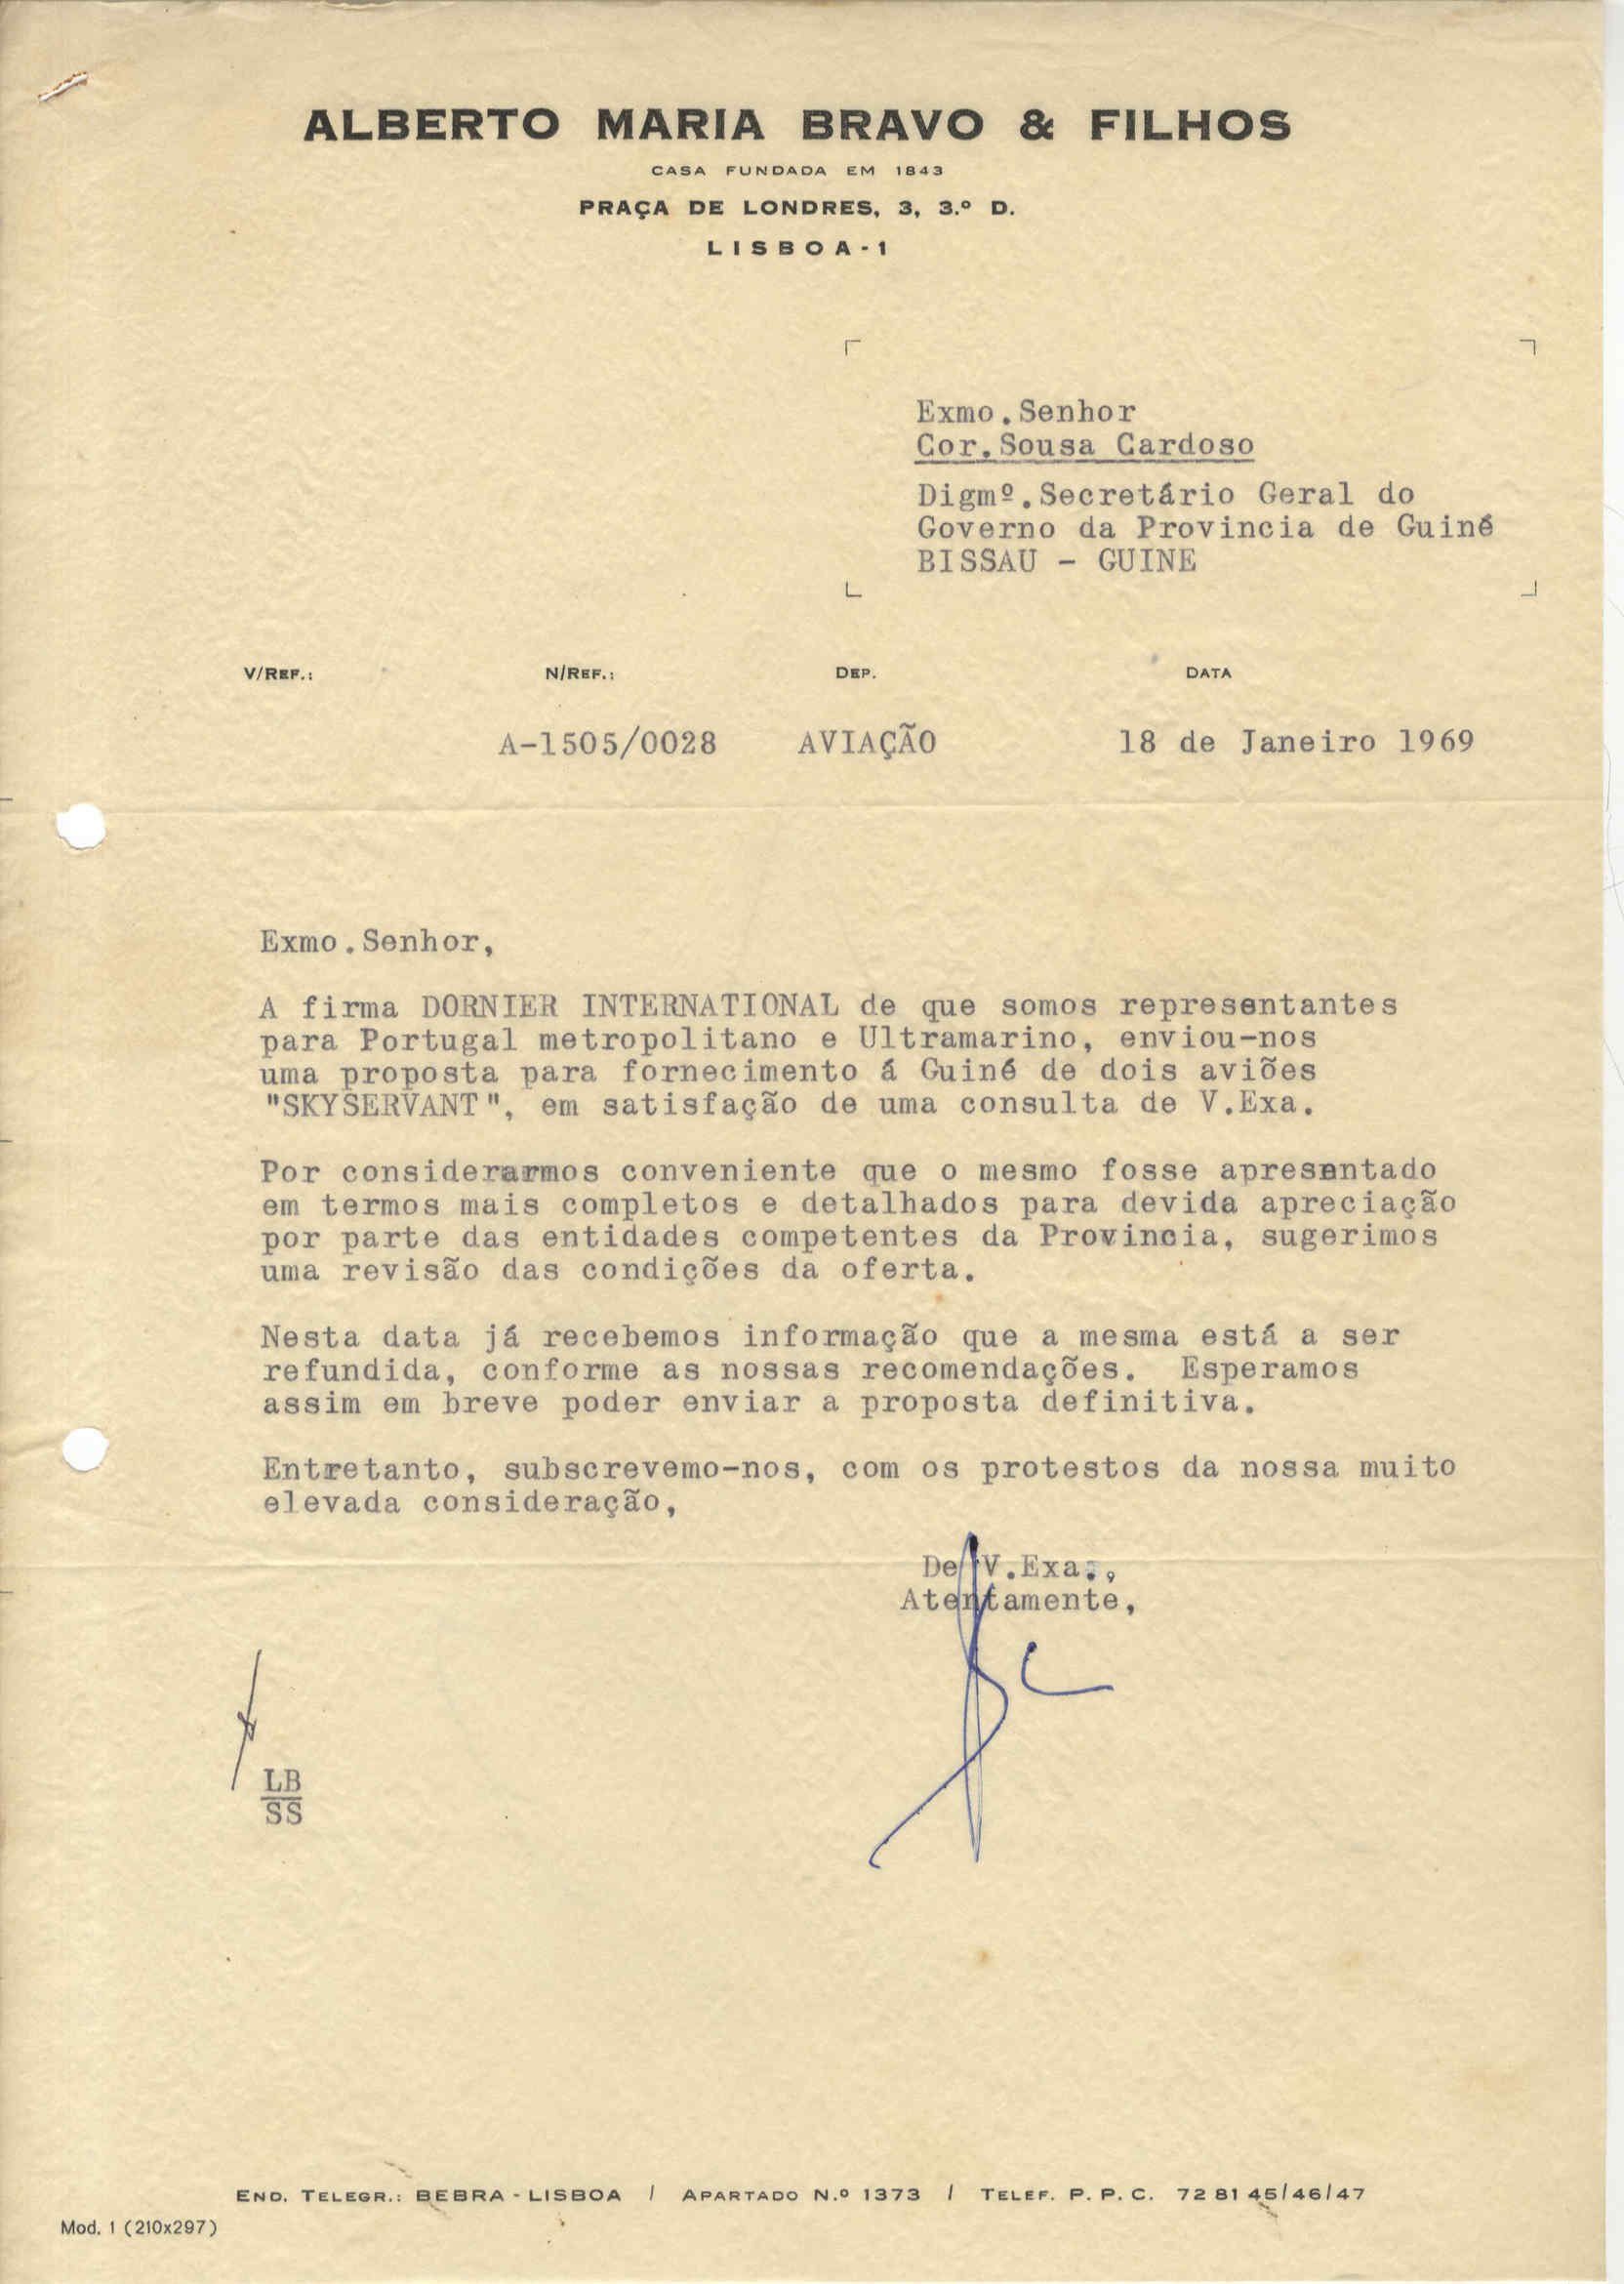 ALBERTO MARIA BRAVO & FILHOS
CASA FUNDADA EM 1843
PRAÇA DE LONDRES, 3, 3.º D.
LISBOA-1
Exmo.Senhor
Cor.Sousa Cardoso
Digmº.Secretário Geral do
Governo da Provincia de Guiné
BISSAU - GUINE
V/REF.: N/REF.: DEP. DATA
A-1505/0028 AVIAÇÃO 18 de Janeiro 1969
Exmo.Senhor,
A firma DORNIER INTERNATIONAL de que somos representantes
para Portugal metropolitano e Ultramarino, enviou-nos
uma proposta para fornecimento á Guiné de dois aviões
"SKYSERVANT", em satisfação de uma consulta de V.Exa.
Por considerarmos conveniente que o mesmo fosse apresentado
em termos mais completos e detalhados para devida apreciação
por parte das entidades competentes da Provincia, sugerimos
uma revisão das condições da oferta.
Nesta data já recebemos informação que a mesma está a ser
refundida, conforme as nossas recomendações. Esperamos
assim em breve poder enviar a proposta definitiva.
Entretanto, subscrevemo-nos, com os protestos da nossa muito
elevada consideração,
De V.Exa.,
Atentamente,
LB
SS
END. TELEGR.: BEBRA-LISBOA / APARTADO N.º 1373 / TELEF. P. P. C. 72 81 45/46/47
Mod. 1 (210x297)